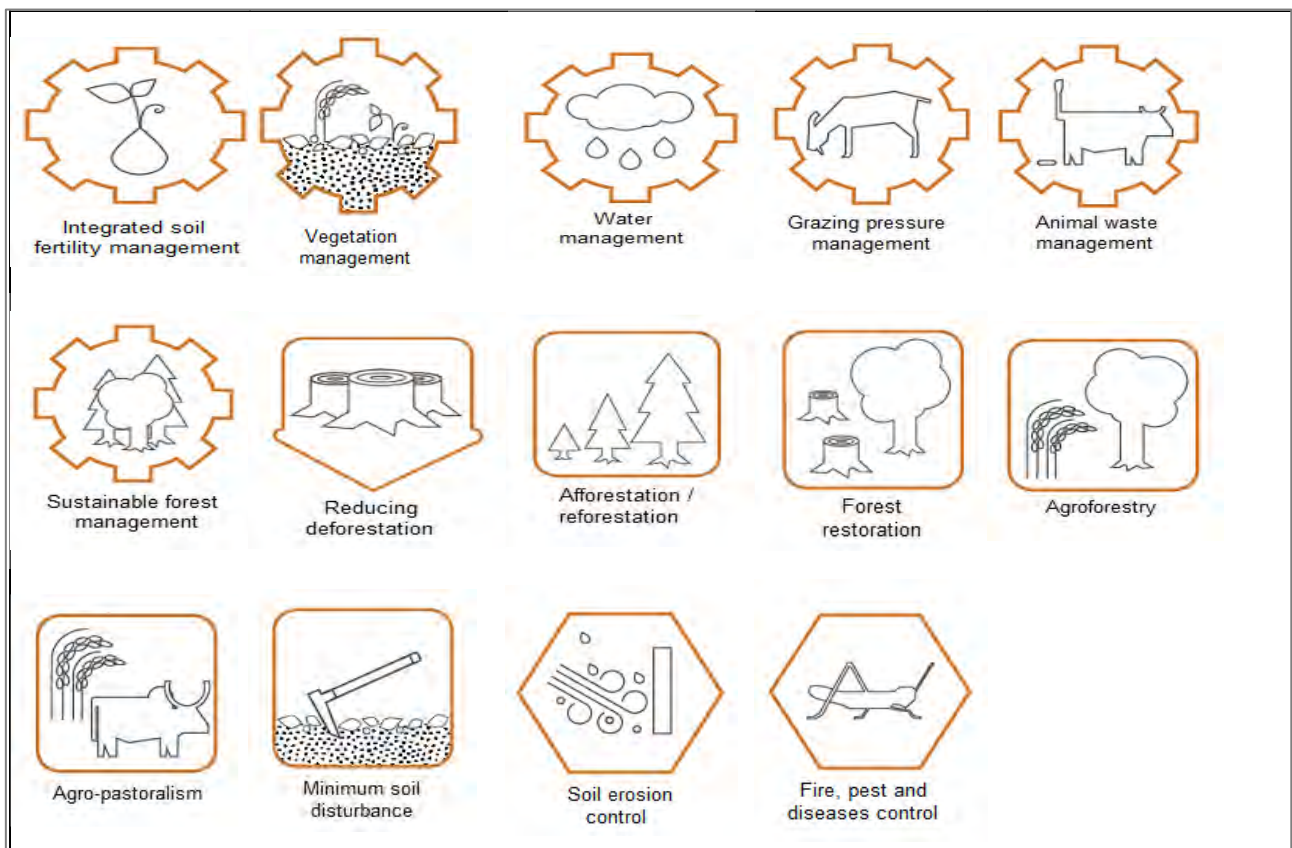 Integrated soil
fertility management
Vegetation
management
Water
management
Grazing pressure
management
Animal waste
management
Sustainable forest
management
Reducing
deforestation
Afforestation /
reforestation
Forest
restoration
Agroforestry
Agro-pastoralism
Minimum soil
disturbance
Soil erosion
control
Fire, pest and
diseases control